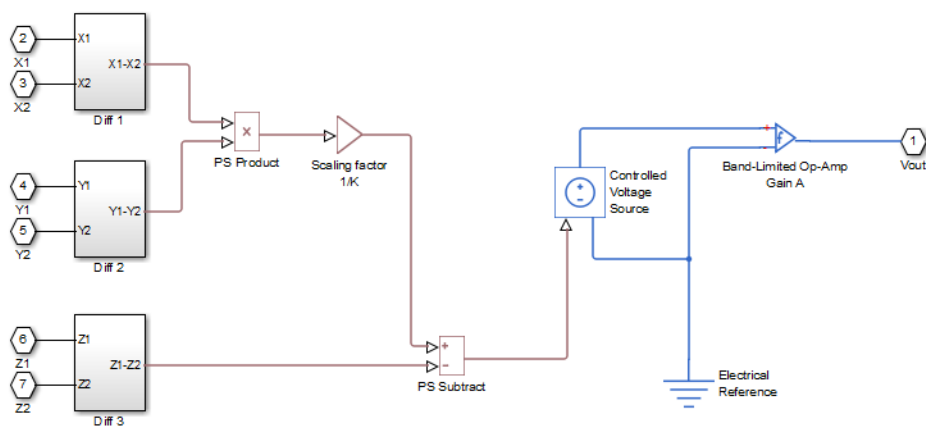 2
X1
3
X2
X1
X2
X1-X2
Diff 1
4
Y1
5
Y2
Y1
Y2
Y1-Y2
Diff 2
6
Z1
7
Z2
Z1
Z2
Z1-Z2
Diff 3
×
PS Product
Scaling factor
1/K
+
−
PS Subtract
+
-
Controlled
Voltage
Source
+
-
f
Band-Limited Op-Amp
Gain A
1
Vout
Electrical
Reference